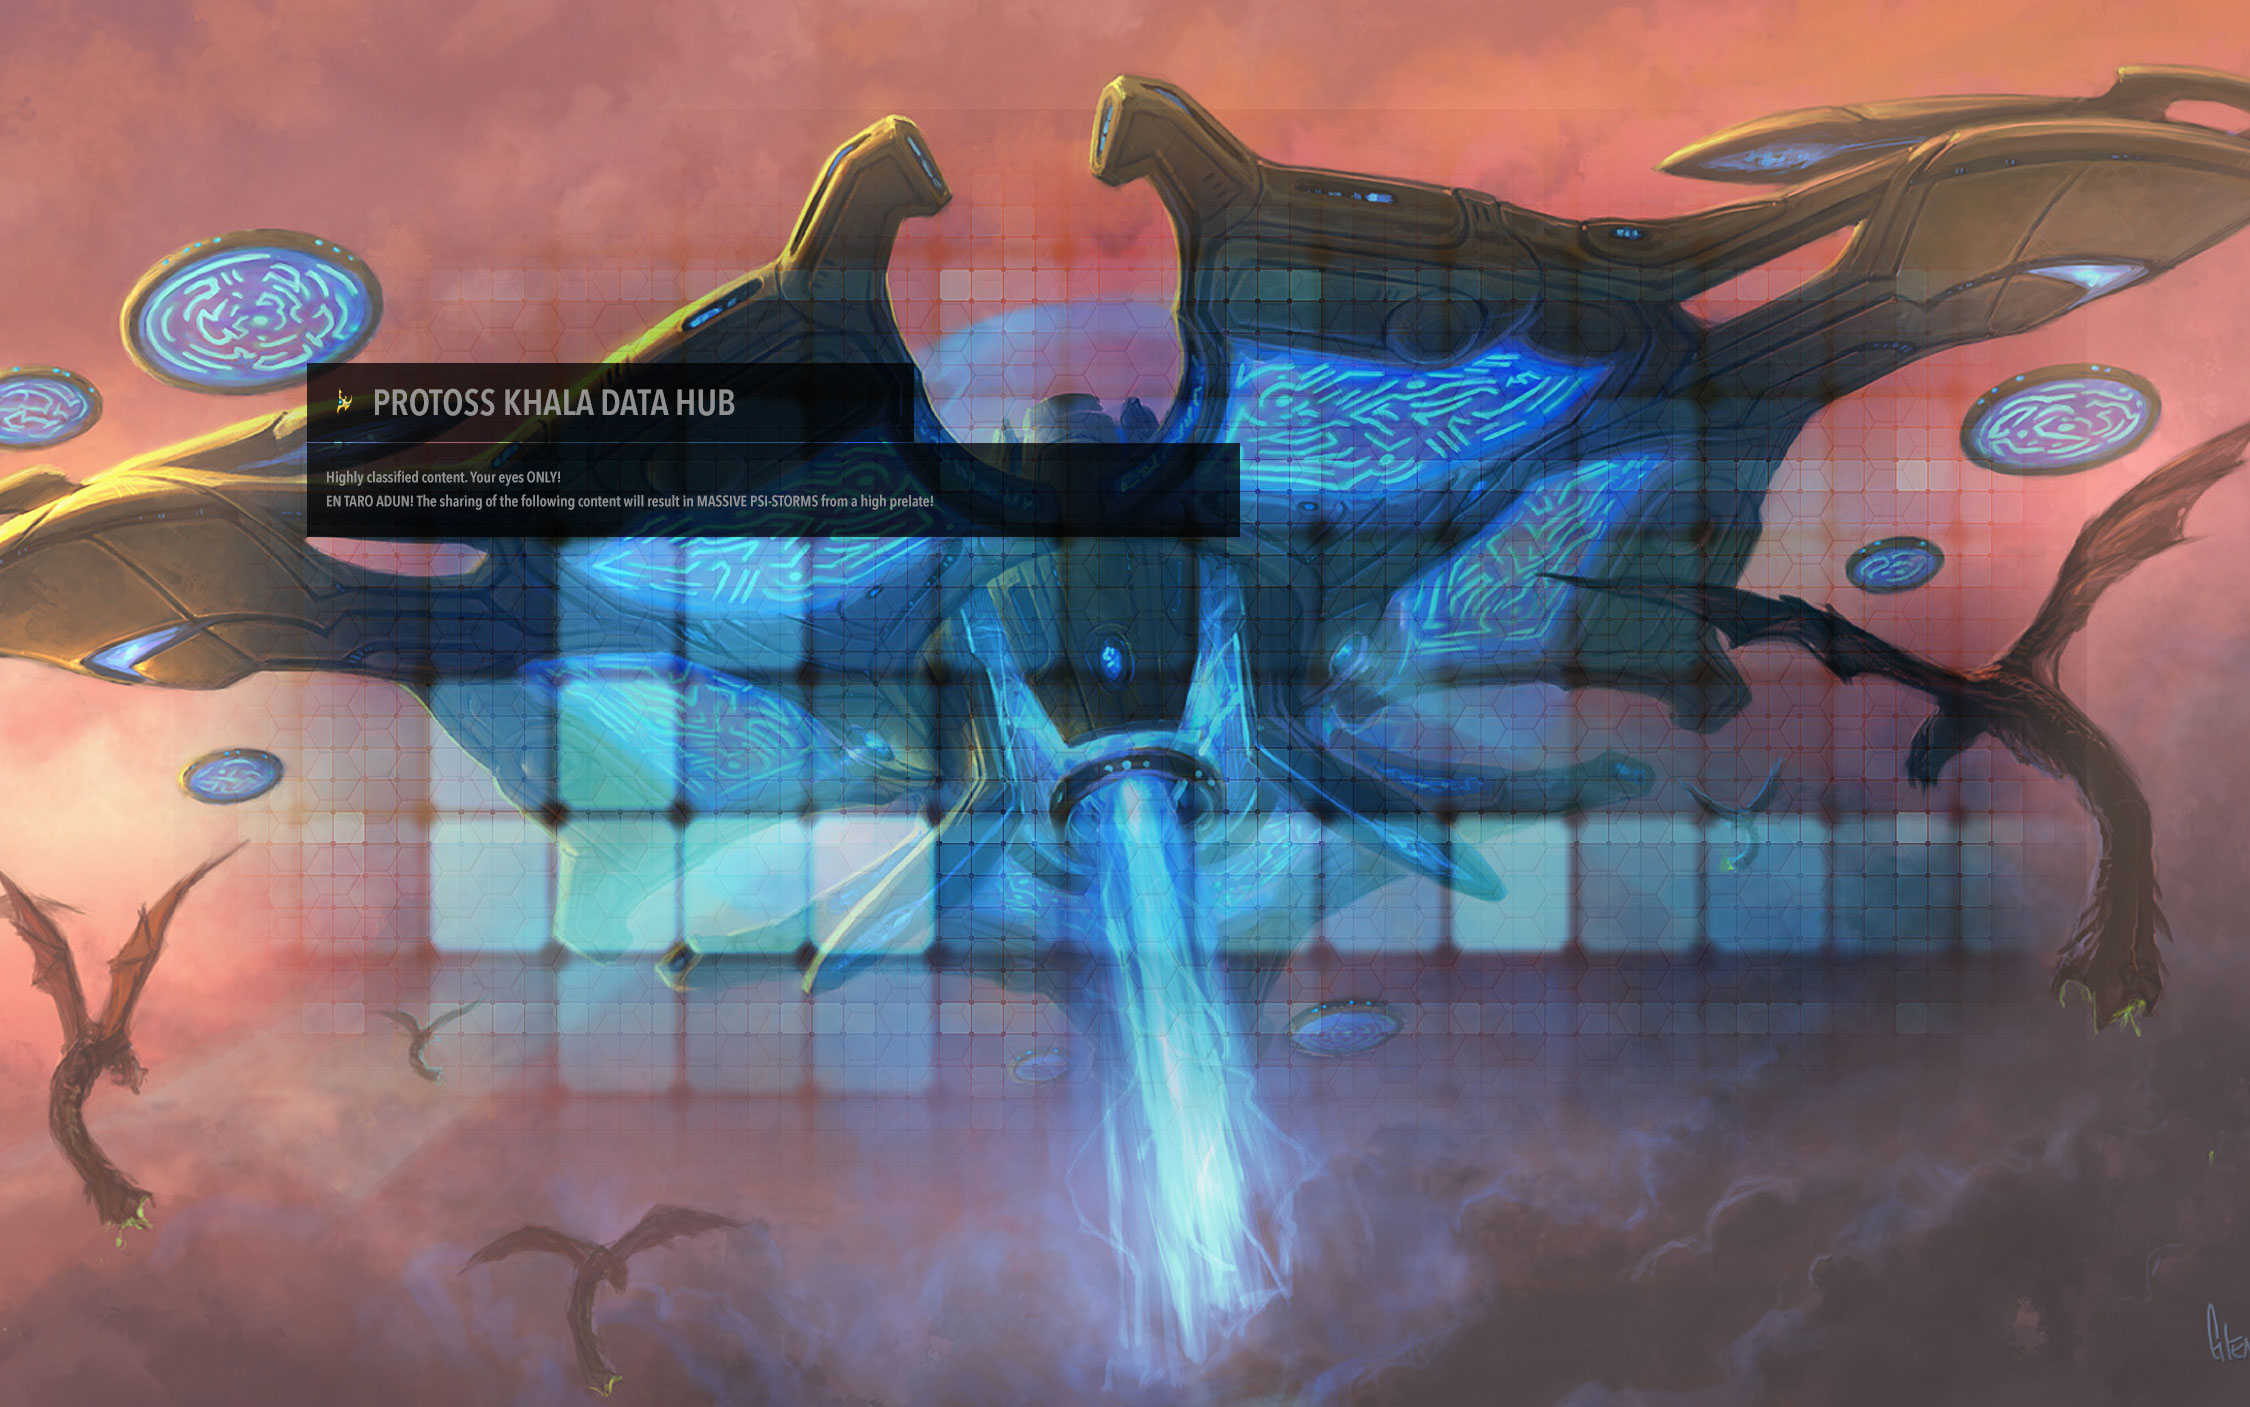 PROTOSS KHALA DATA HUB
Highly classified content. Your eyes ONLY!
EN TARO ADUN! The sharing of the following content will result in MASSIVE PSI-STORMS from a high prelate!